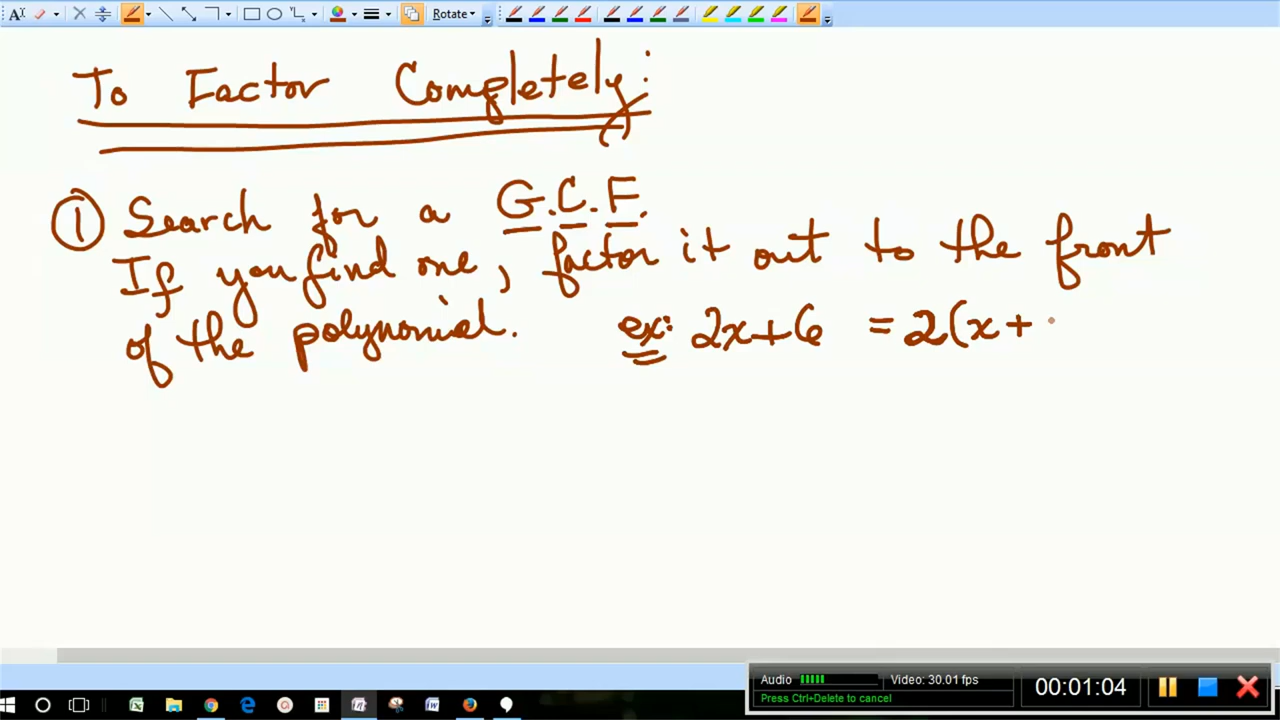 Rotate
To Factor Completely:
① Search for a G.C.F.
If you find one, factor it out to the front
of the polynomial. ex: 2x+6 = 2(x+
Audio Video: 30.01 fps
Press Ctrl+Delete to cancel
00:01:04